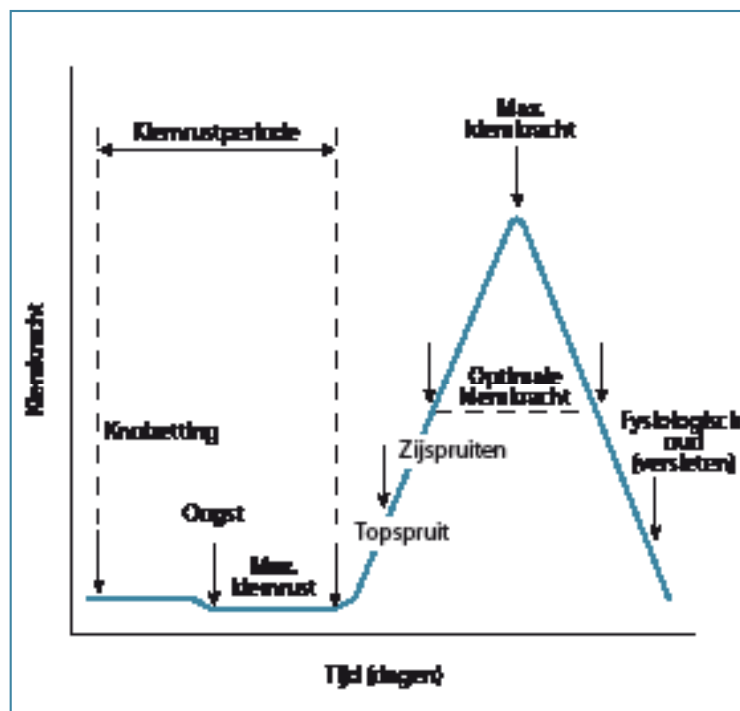 Max.
kiemkracht
Kiemrustperiode
Kiemkracht
Optimale
kiemkracht
Knolzetting
Fysiologisch
oud
(versleten)
Zijspruiten
Oogst
Topspruit
Max.
kiemrust
Tijd (dagen)